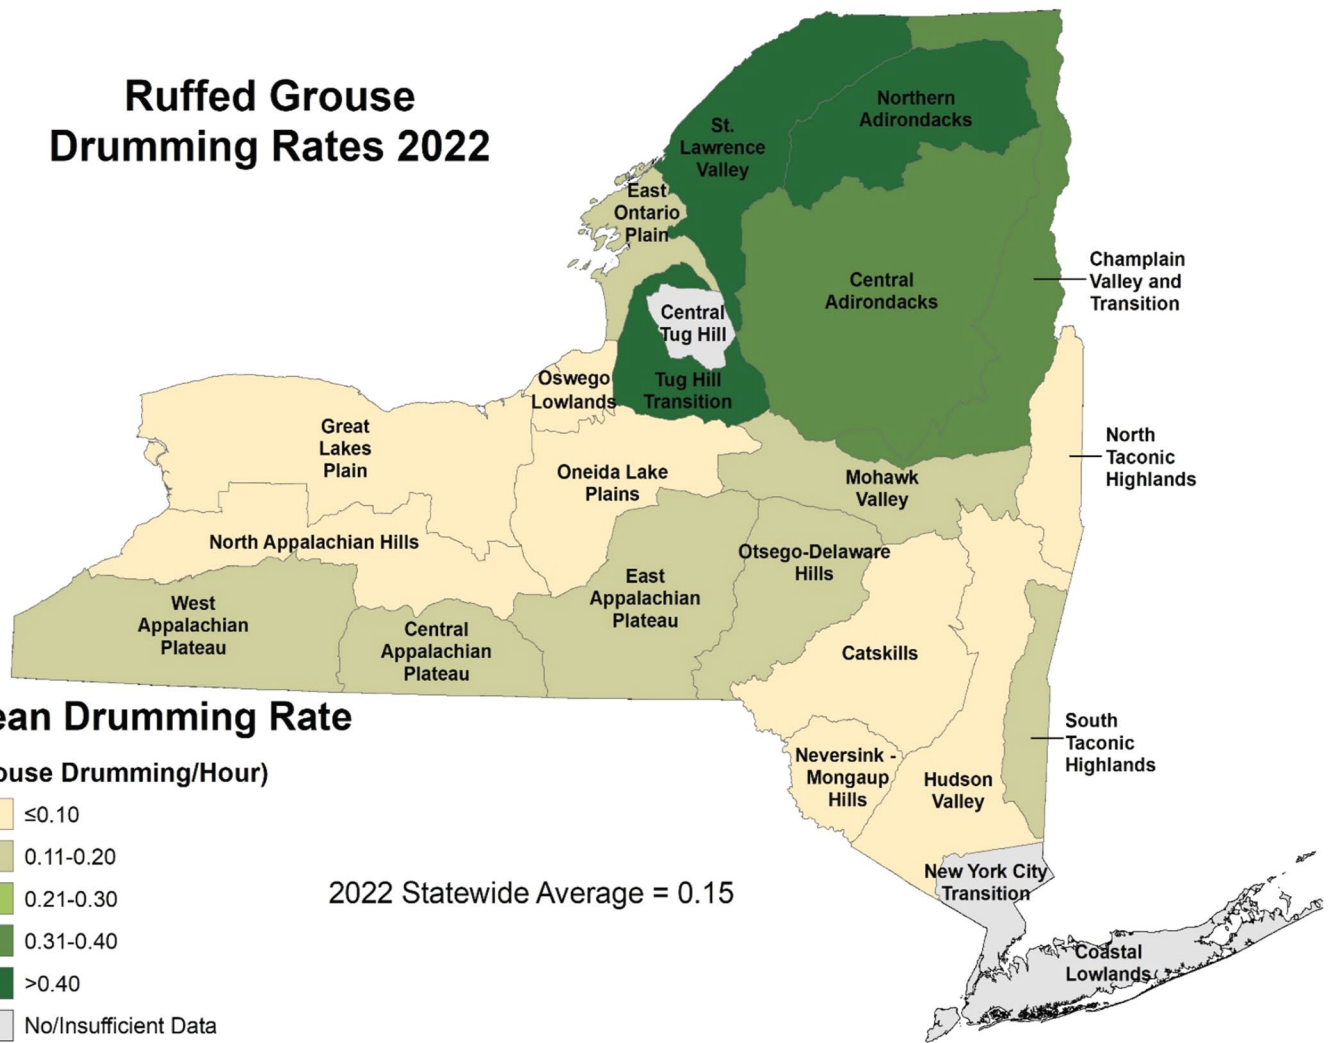 Ruffed Grouse
Drumming Rates 2022
Northern
Adirondacks
St.
Lawrence
Valley
East
Ontario
Plain
Champlain
Valley and
Transition
Central
Adirondacks
Central
Tug Hill
Tug Hill
Transition
Oswego
Lowlands
Great
Lakes
Plain
North
Taconic
Highlands
Oneida Lake
Plains
Mohawk
Valley
North Appalachian Hills
Otsego-Delaware
Hills
East
Appalachian
Plateau
West
Appalachian
Plateau
Central
Appalachian
Plateau
Catskills
South
Taconic
Highlands
Neversink -
Mongaup
Hills
Hudson
Valley
New York City
Transition
Coastal
Lowlands
ean Drumming Rate
ouse Drumming/Hour)
≤0.10
0.11-0.20
0.21-0.30
0.31-0.40
>0.40
No/Insufficient Data
2022 Statewide Average = 0.15